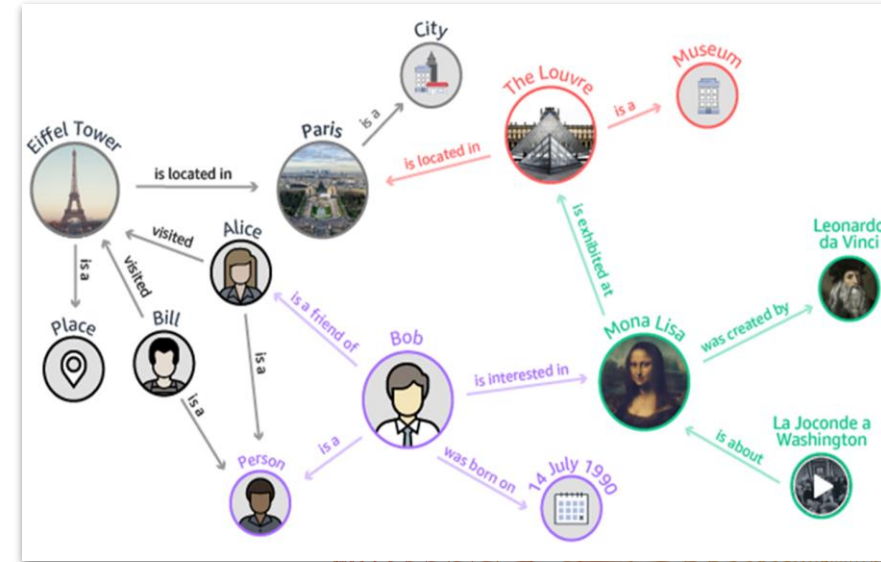 City
The Louvre
Museum
Eiffel Tower
Paris
is a
is a
is located in
is located in
Alice
visited
is exhibited at
Leonardo
da Vinci
is a
visited
Place
Bill
is a friend of
Bob
Mona Lisa
was created by
is a
is interested in
is a
La Joconde a
Washington
is about
is a
Person
was born on
14 July 1990